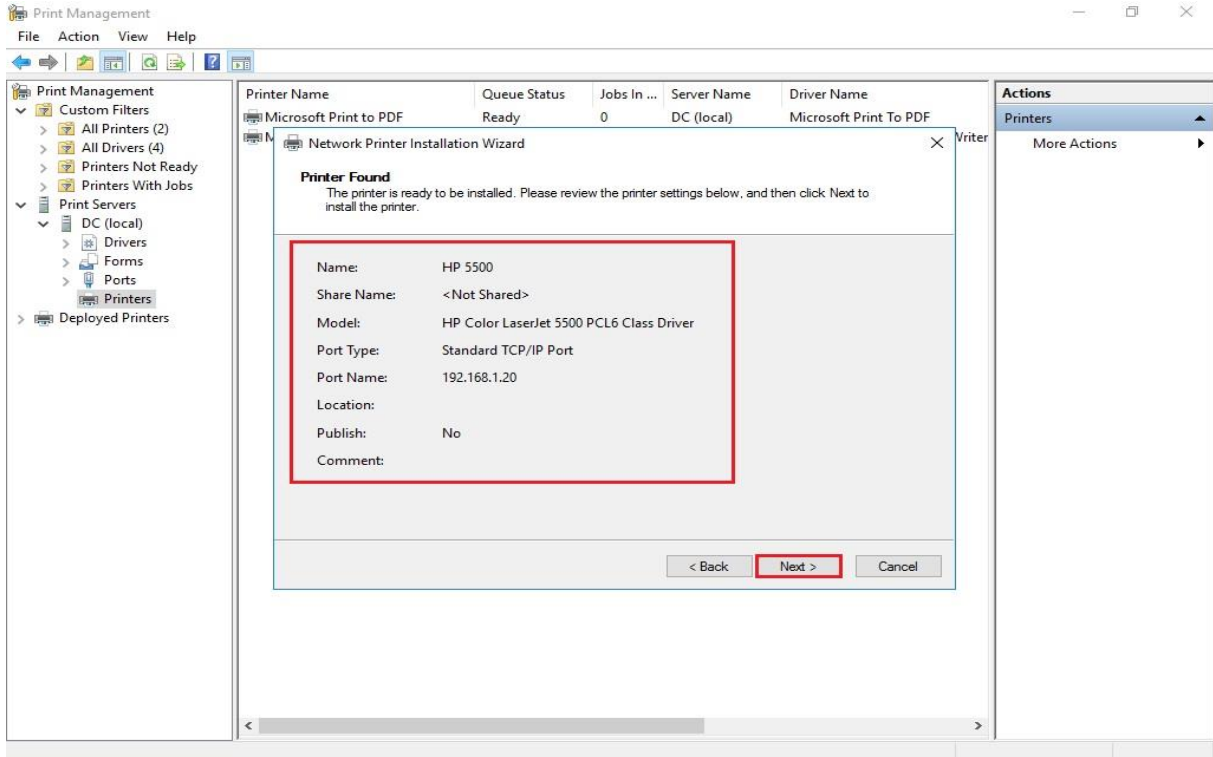 Print Management
File Action View Help
Print Management
Custom Filters
All Printers (2)
All Drivers (4)
Printers Not Ready
Printers With Jobs
Print Servers
DC (local)
Drivers
Forms
Ports
Printers
Deployed Printers
Printer Name Queue Status Jobs In ... Server Name Driver Name
Microsoft Print to PDF Ready 0 DC (local) Microsoft Print To PDF
M Writer
Network Printer Installation Wizard
Printer Found
The printer is ready to be installed. Please review the printer settings below, and then click Next to
install the printer.
Name: HP 5500
Share Name: <Not Shared>
Model: HP Color LaserJet 5500 PCL6 Class Driver
Port Type: Standard TCP/IP Port
Port Name: 192.168.1.20
Location:
Publish: No
Comment:
< Back Next > Cancel
Actions
Printers
More Actions